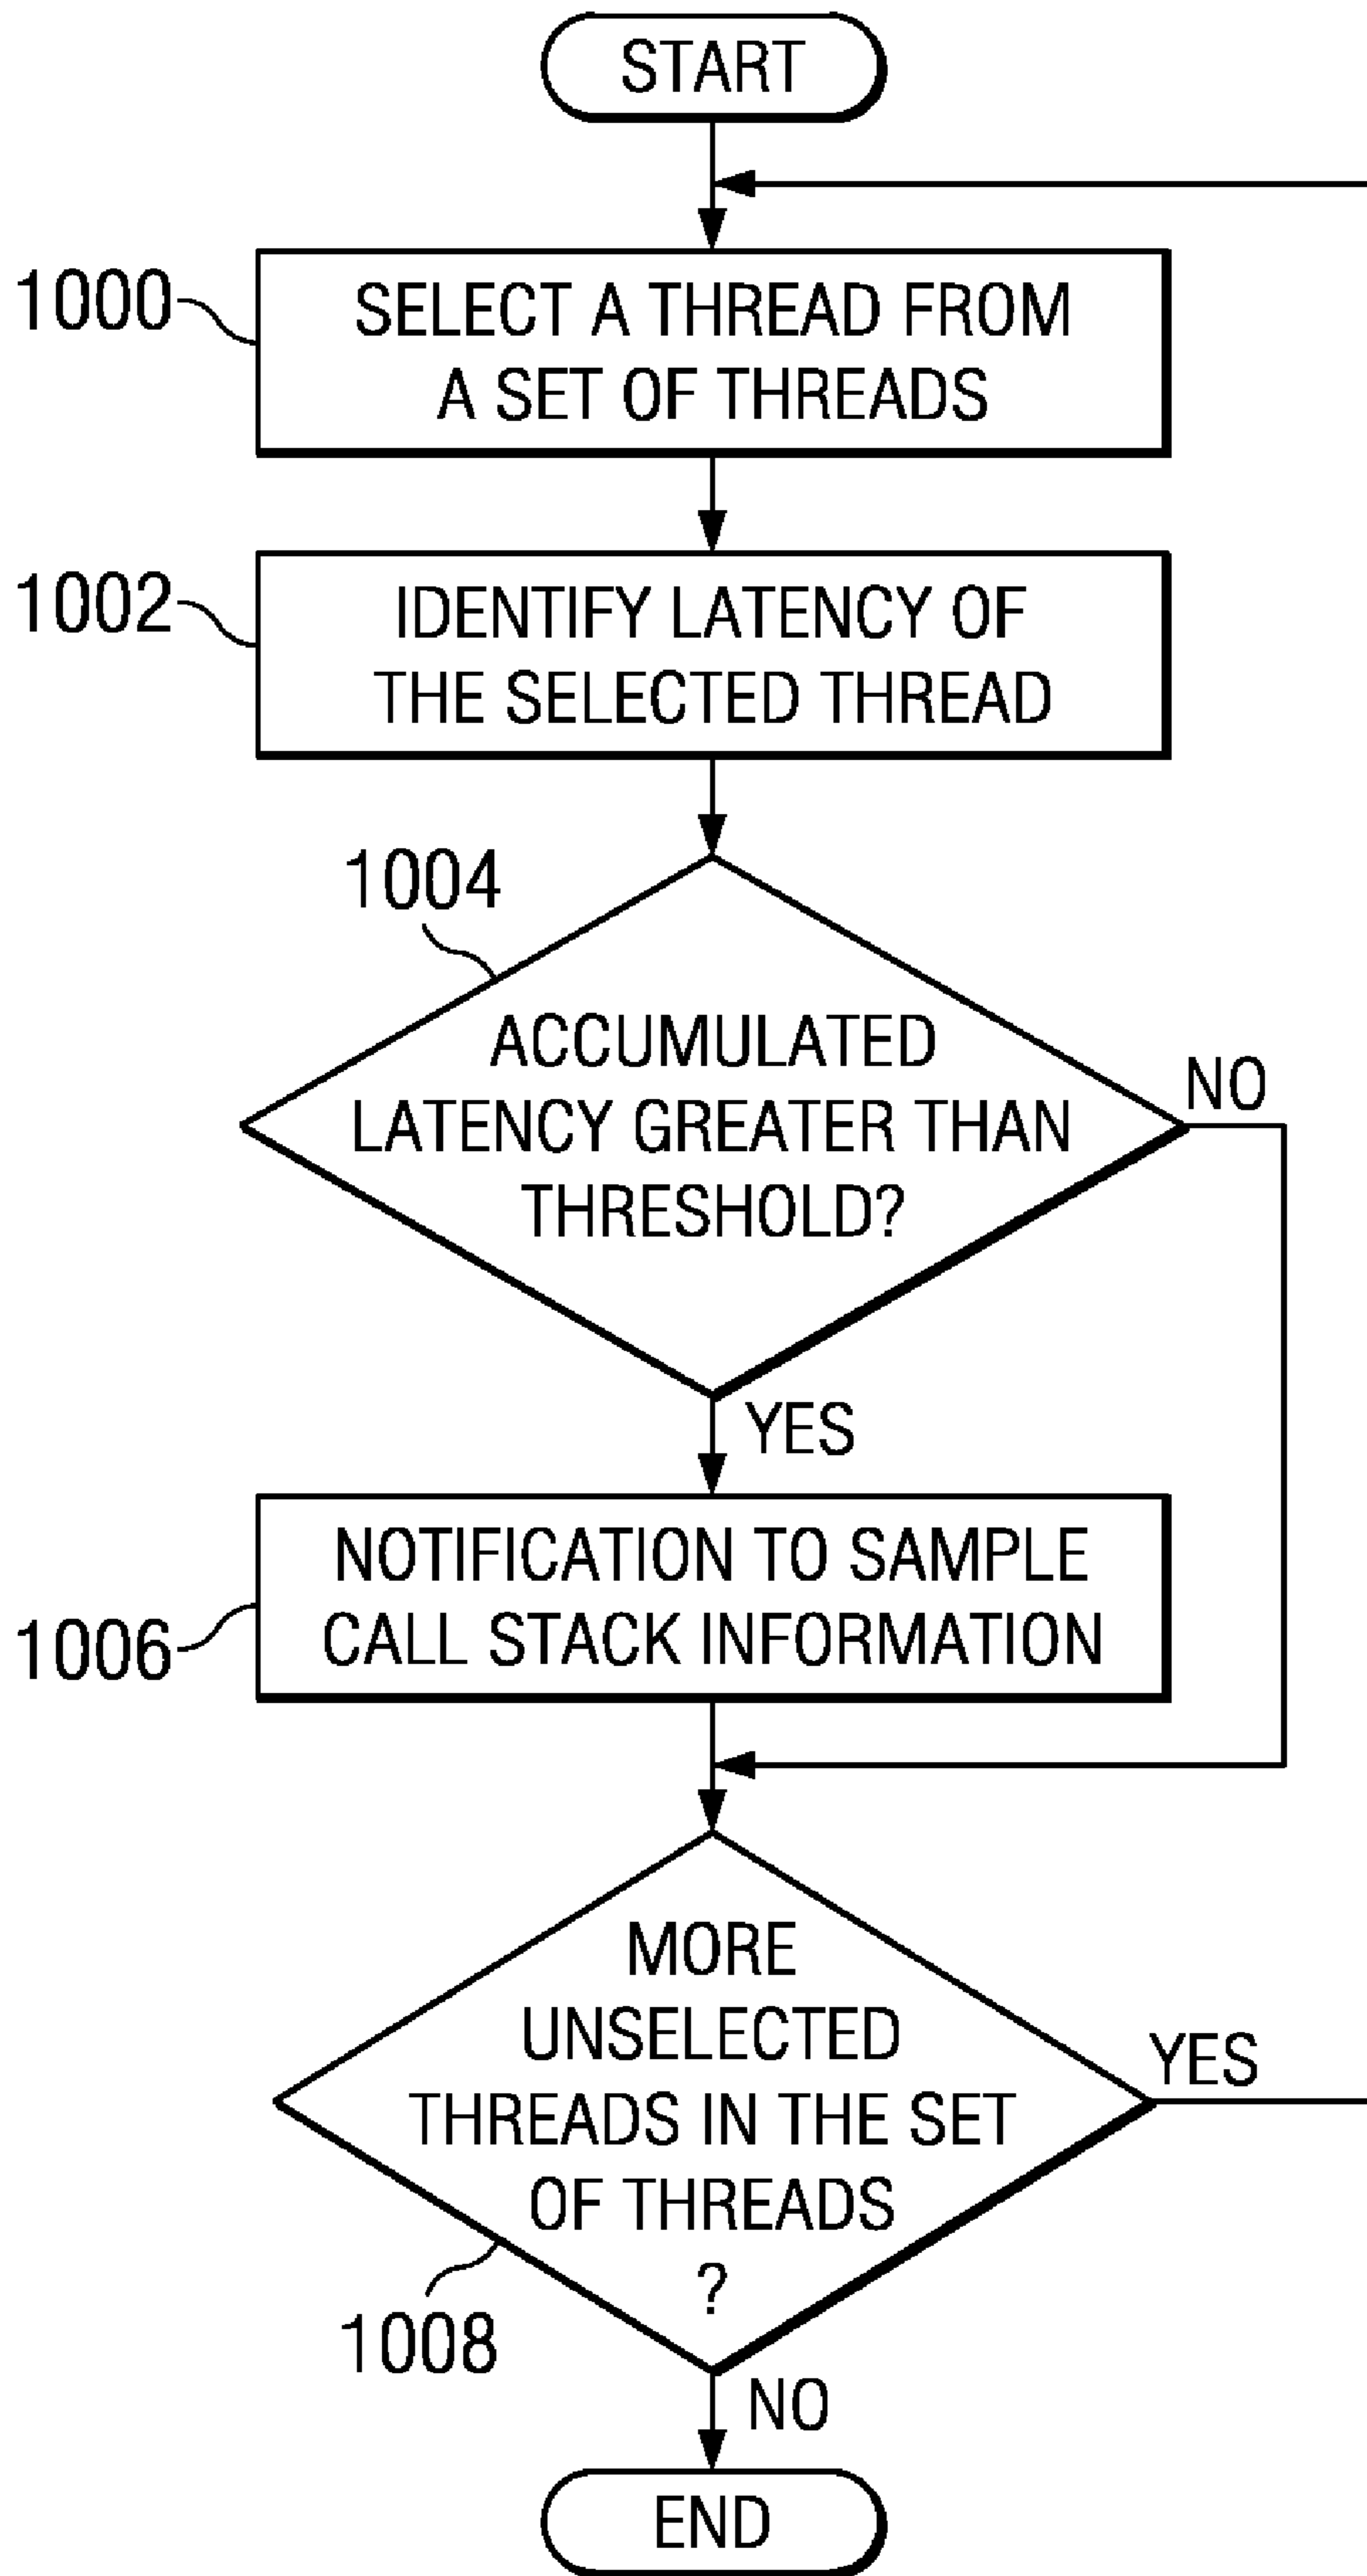 START
1000
SELECT A THREAD FROM
A SET OF THREADS
1002
IDENTIFY LATENCY OF
THE SELECTED THREAD
1004
ACCUMULATED
LATENCY GREATER THAN
THRESHOLD?
NO
YES
1006
NOTIFICATION TO SAMPLE
CALL STACK INFORMATION
MORE
UNSELECTED
THREADS IN THE SET
OF THREADS
?
YES
1008
NO
END